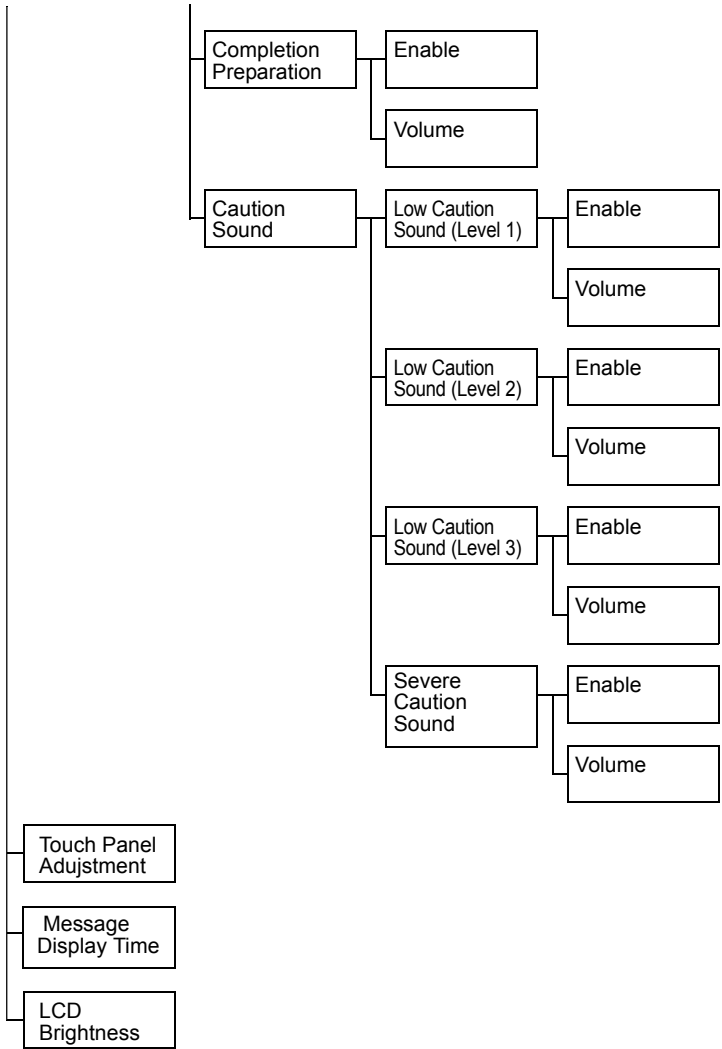 Completion
Preparation
Enable
Volume
Caution
Sound
Low Caution
Sound (Level 1)
Enable
Volume
Low Caution
Sound (Level 2)
Enable
Volume
Low Caution
Sound (Level 3)
Enable
Volume
Severe
Caution
Sound
Enable
Volume
Touch Panel
Adujstment
Message
Display Time
LCD
Brightness